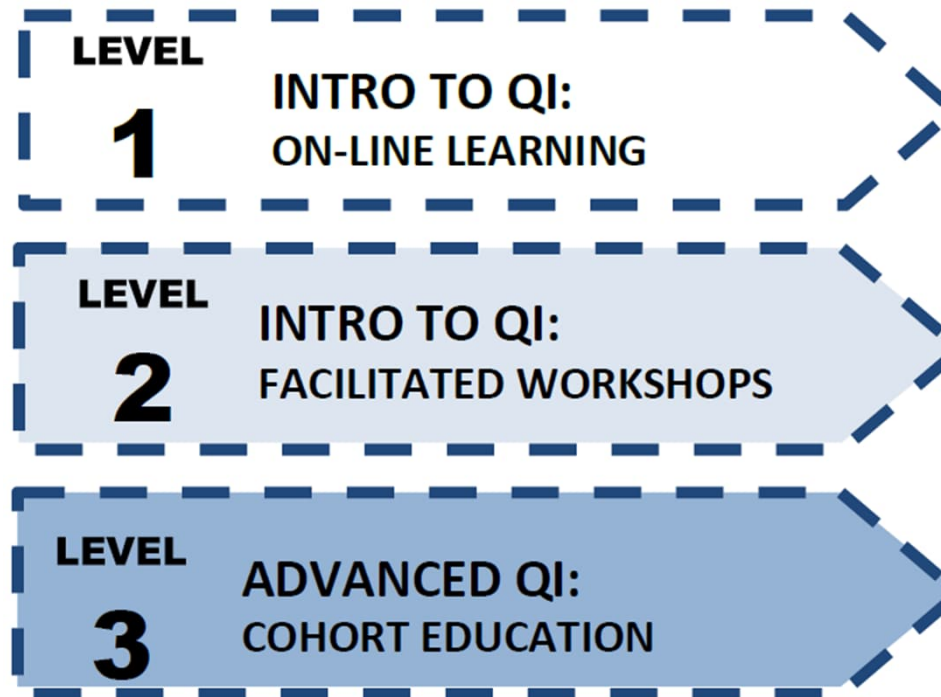 LEVEL
1
INTRO TO QI:
ON-LINE LEARNING
LEVEL
2
INTRO TO QI:
FACILITATED WORKSHOPS
LEVEL
3
ADVANCED QI:
COHORT EDUCATION